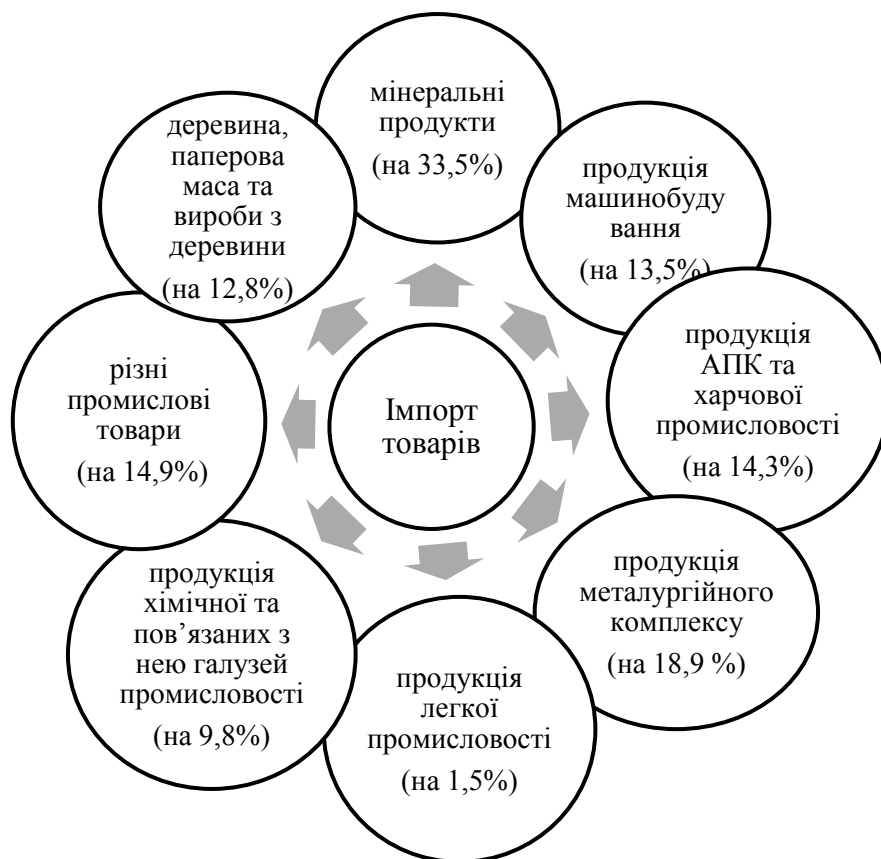 мінеральні
продукти
(на 33,5%)
продукція
машинобуду
вання
(на 13,5%)
продукція
АПК та
харчової
промисловості
(на 14,3%)
продукція
металургійного
комплексу
(на 18,9 %)
продукція
легкої
промисловості
(на 1,5%)
продукція
хімічної та
пов’язаних з
нею галузей
промисловості
(на 9,8%)
різні
промислові
товари
(на 14,9%)
деревина,
паперова
маса та
вироби з
деревини
(на 12,8%)
Імпорт
товарів